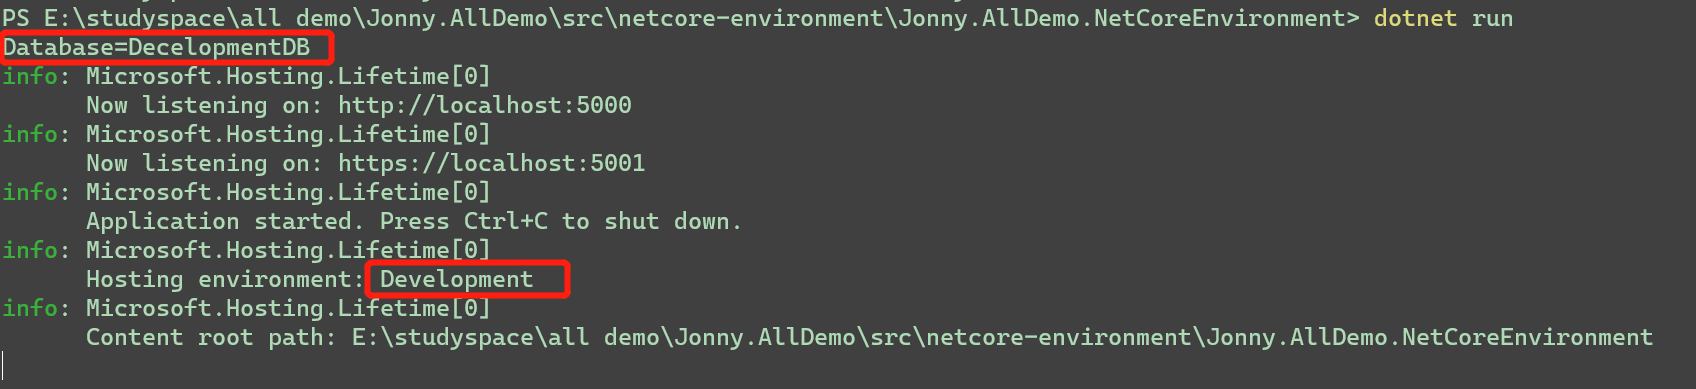 PS E:\studyspace\all demo\Jonny.AllDemo\src\netcore-environment\Jonny.AllDemo.NetCoreEnvironment> dotnet run
Database=DecelopmentDB
info: Microsoft.Hosting.Lifetime[0]
      Now listening on: http://localhost:5000
info: Microsoft.Hosting.Lifetime[0]
      Now listening on: https://localhost:5001
info: Microsoft.Hosting.Lifetime[0]
      Application started. Press Ctrl+C to shut down.
info: Microsoft.Hosting.Lifetime[0]
      Hosting environment: Development
info: Microsoft.Hosting.Lifetime[0]
      Content root path: E:\studyspace\all demo\Jonny.AllDemo\src\netcore-environment\Jonny.AllDemo.NetCoreEnvironment